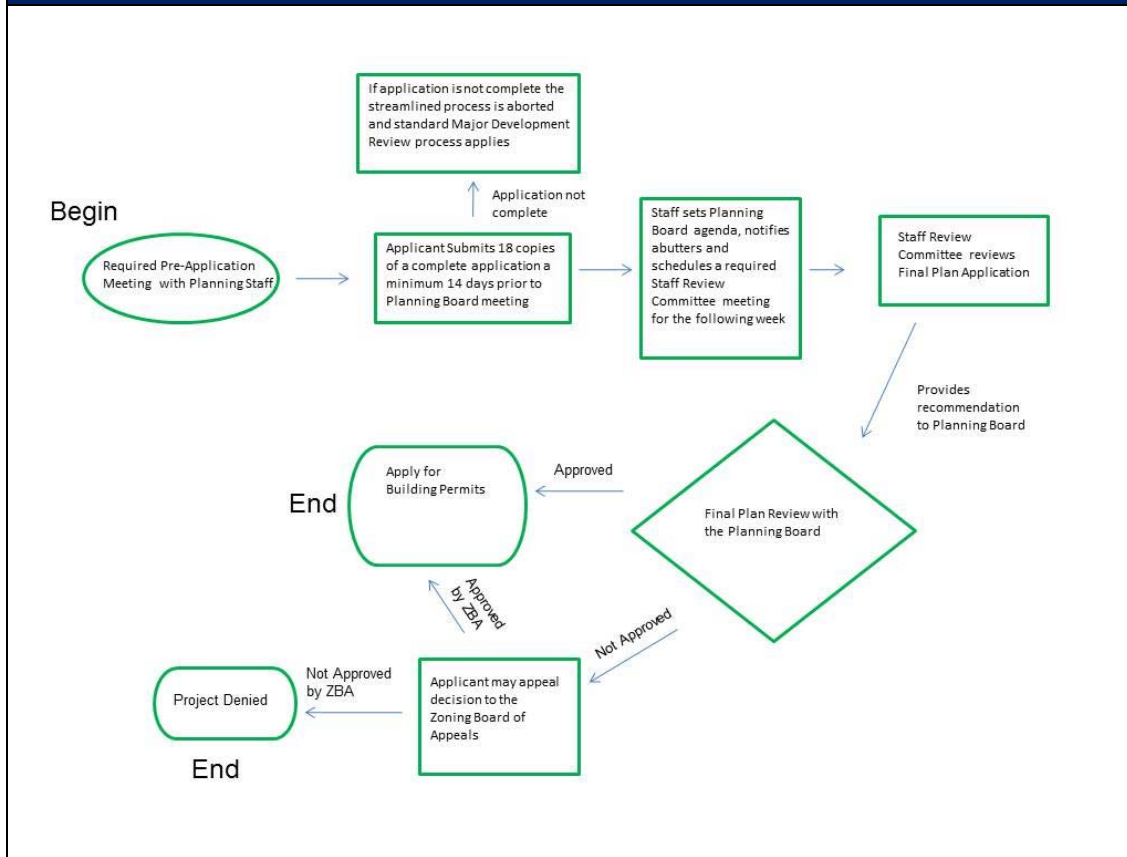 If application is not complete the
streamlined process is aborted
and standard Major Development
Review process applies
Application not
complete
Begin
Required Pre-Application
Meeting with Planning Staff
Applicant Submits 18 copies
of a complete application a
minimum 14 days prior to
Planning Board meeting
Staff sets Planning
Board agenda, notifies
abutters and
schedules a required
Staff Review
Committee meeting
for the following week
Staff Review
Committee reviews
Final Plan Application
Provides
recommendation
to Planning Board
Final Plan Review with
the Planning Board
Approved
Apply for
Building Permits
End
Not Approved
Applicant may appeal
decision to the
Zoning Board of
Appeals
Approved
by ZBA
Not Approved
by ZBA
Project Denied
End